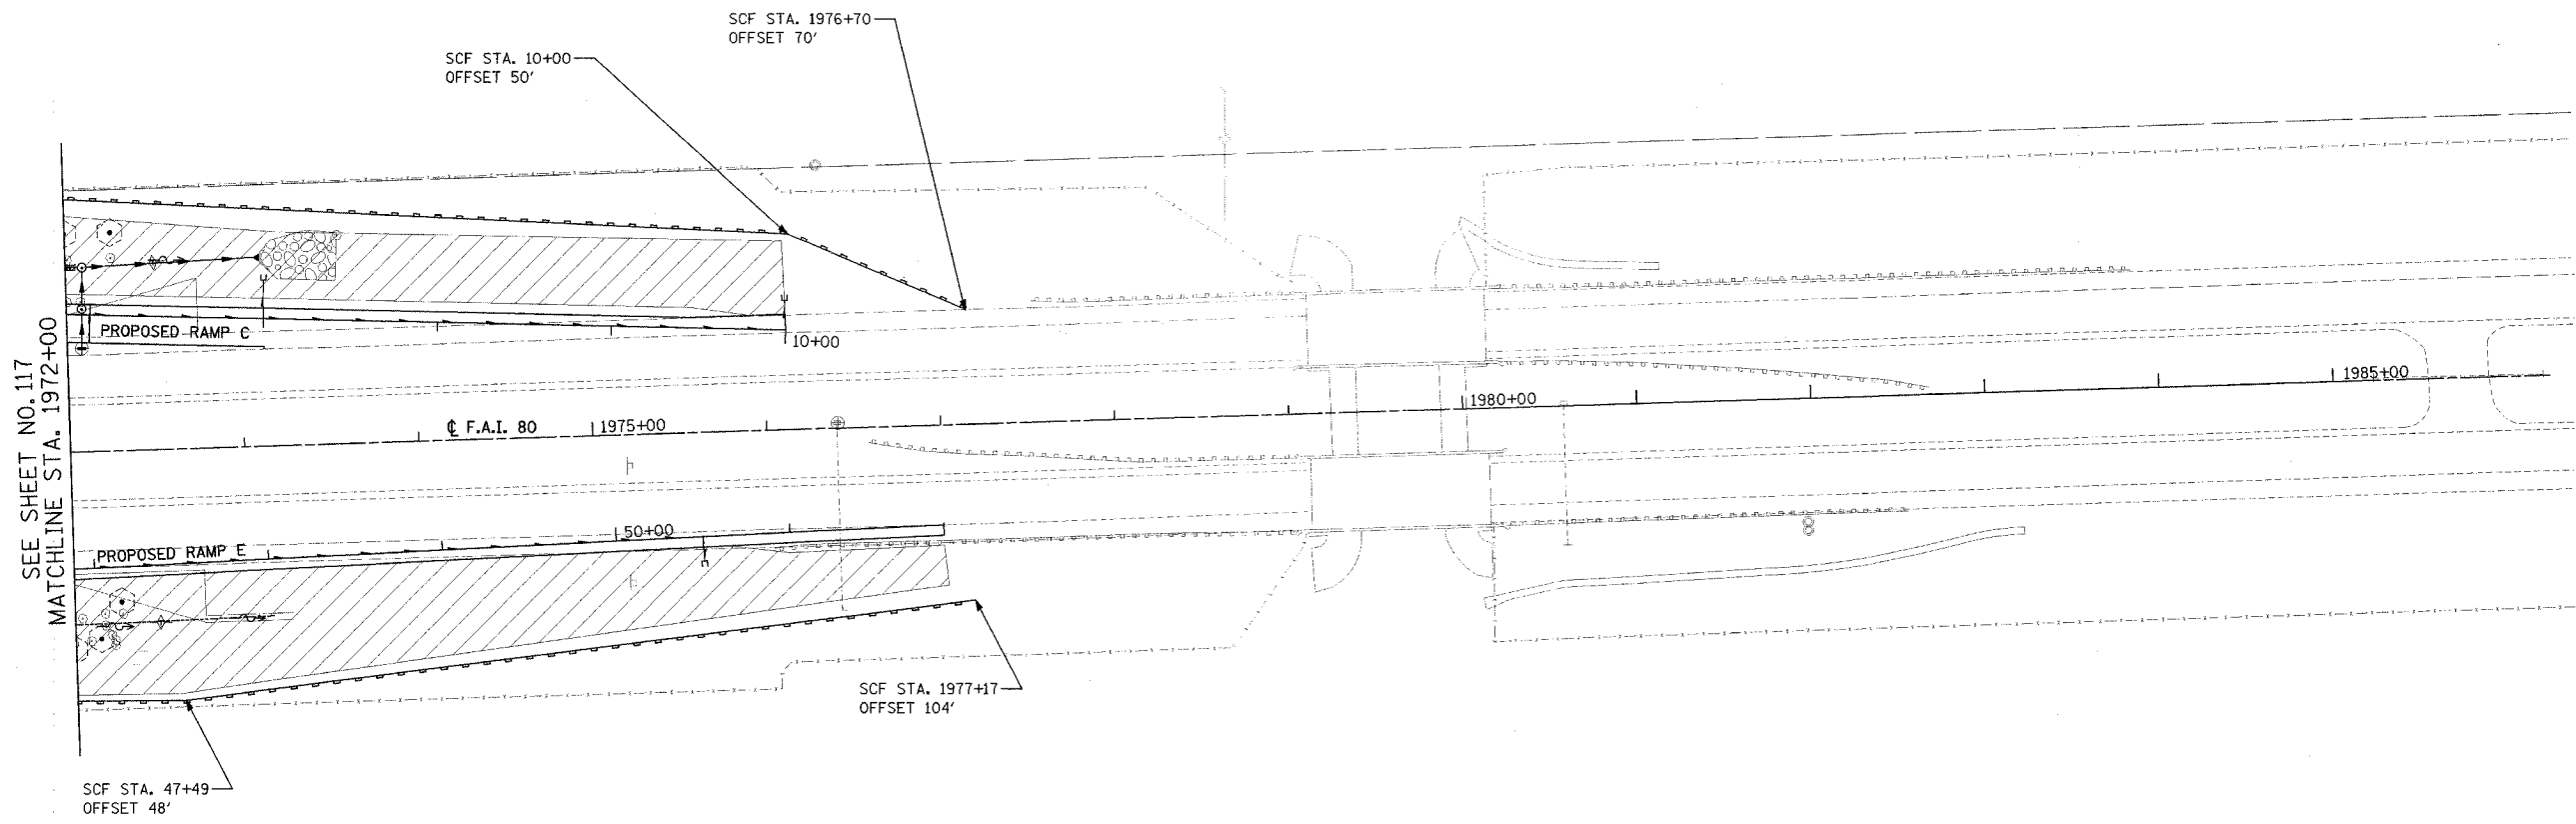 SCF STA. 1976+70
OFFSET 70'
SCF STA. 10+00
OFFSET 50'
PROPOSED RAMP C
10+00
SEE SHEET NO.117
MATCHLINE STA. 1972+00
℄ F.A.I. 80
1975+00
1980+00
1985+00
PROPOSED RAMP E
50+00
SCF STA. 1977+17
OFFSET 104'
SCF STA. 47+49
OFFSET 48'